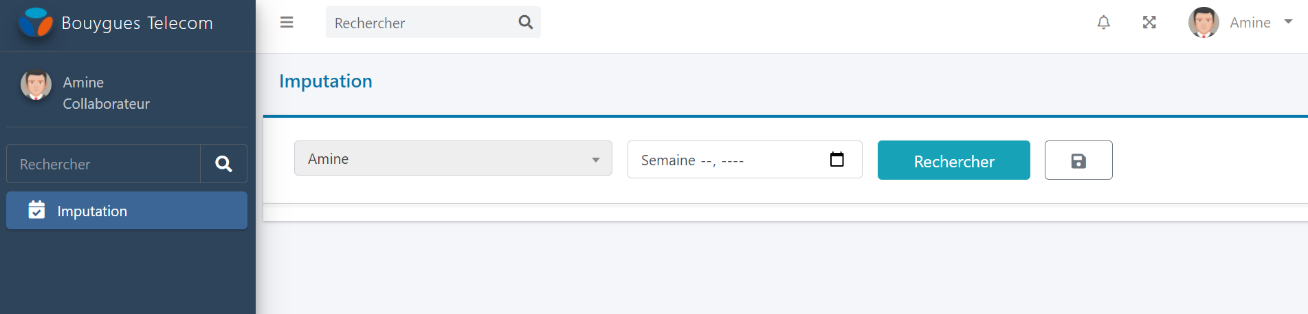 Bouygues Telecom
Rechercher
Amine
Amine
Collaborateur
Rechercher
Imputation
Imputation
Amine
Semaine --, ----
Rechercher